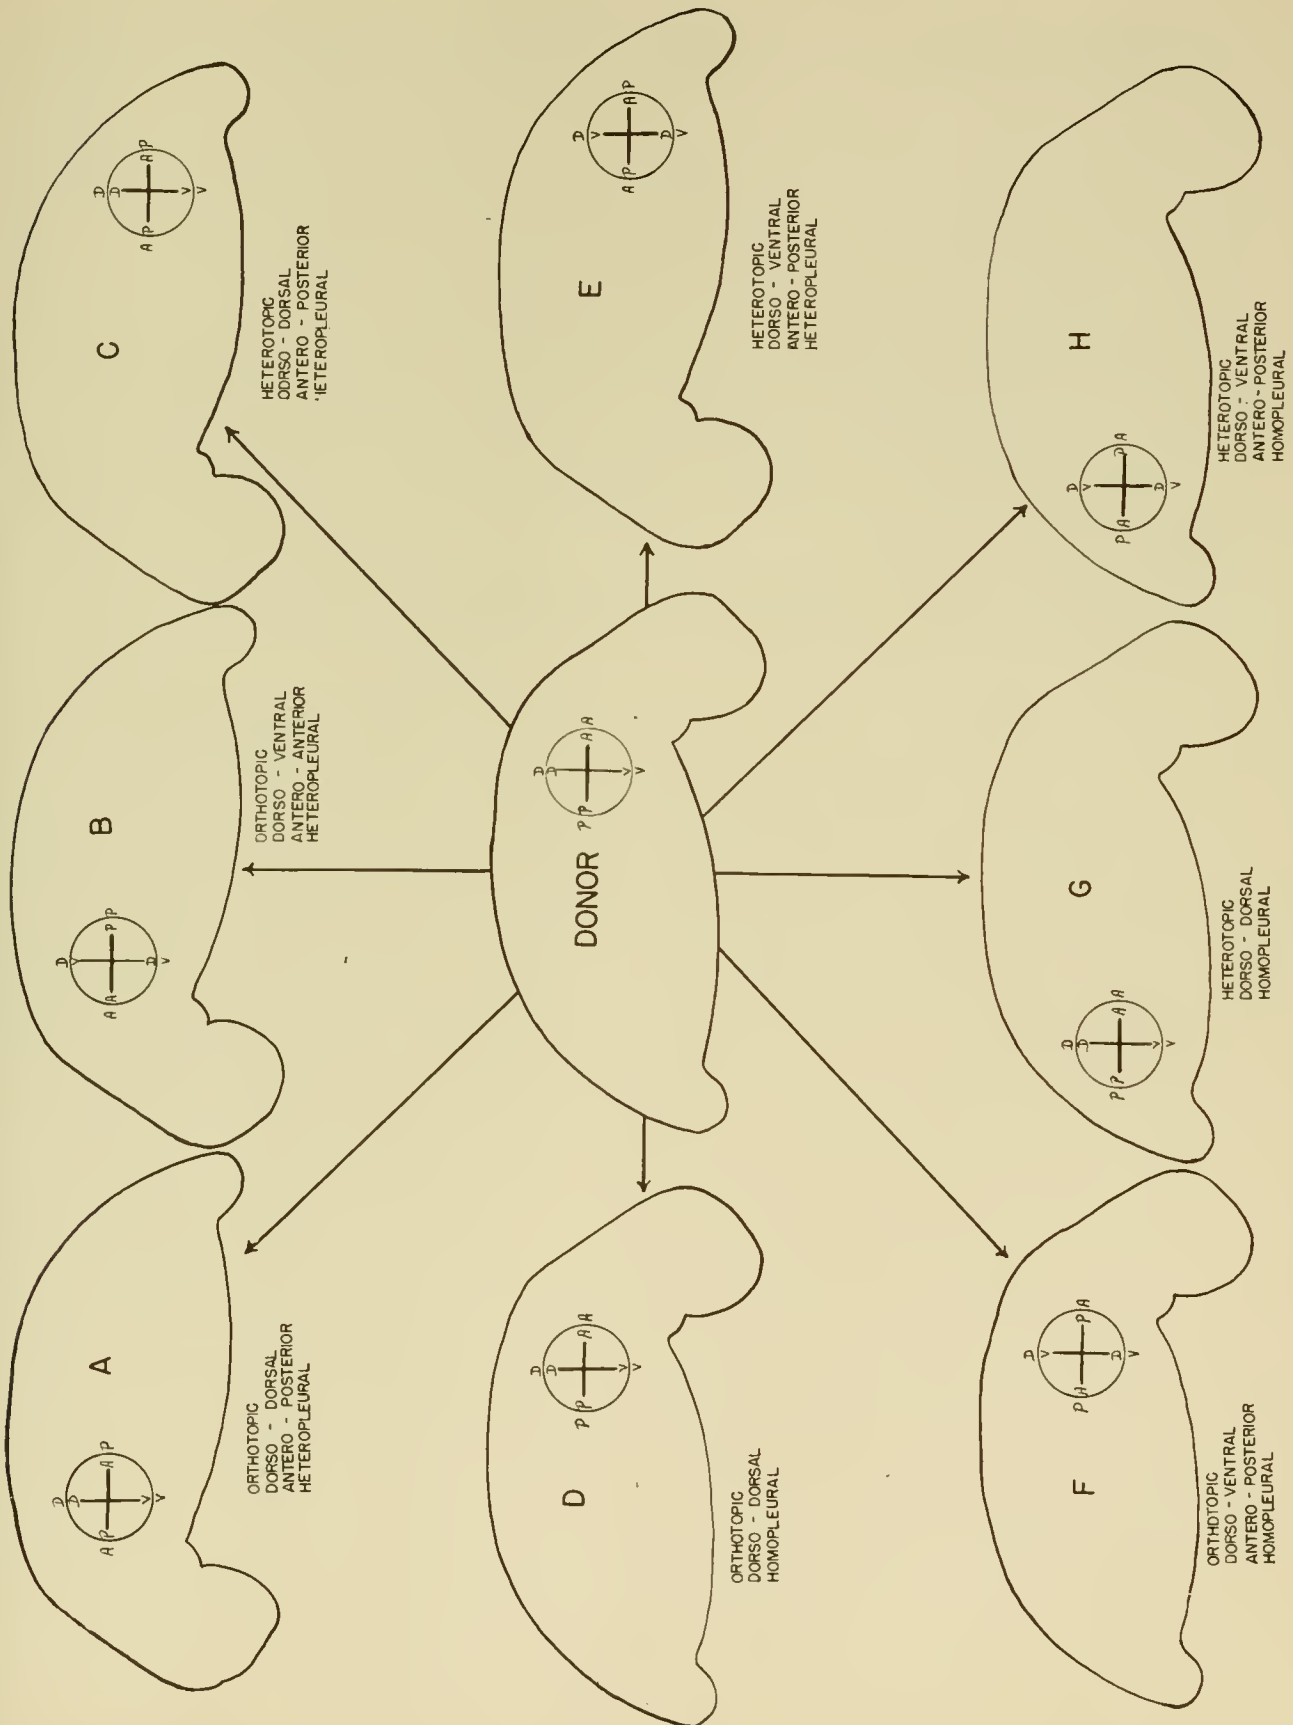 A
D
D
A P A P
V
V
ORTHOTOPIC
DORSO - DORSAL
ANTERO - POSTERIOR
HETEROPLEURAL
B
D
V
A A P P
D
V
ORTHOTOPIC
DORSO - VENTRAL
ANTERO - ANTERIOR
HETEROPLEURAL
C
D
D
A P A P
V
V
HETEROTOPIC
DORSO - DORSAL
ANTERO - POSTERIOR
HETEROPLEURAL
D
D
D
P P A A
V
V
ORTHOTOPIC
DORSO - DORSAL
HOMOPLEURAL
DONOR
D
D
P P A A
V
V
E
D
V
A P A P
D
V
HETEROTOPIC
DORSO - VENTRAL
ANTERO - POSTERIOR
HETEROPLEURAL
F
D
V
P A P A
D
V
ORTHOTOPIC
DORSO - VENTRAL
ANTERO - POSTERIOR
HOMOPLEURAL
G
D
D
P P A A
V
V
HETEROTOPIC
DORSO - DORSAL
HOMOPLEURAL
H
D
V
P A P A
D
V
HETEROTOPIC
DORSO - VENTRAL
ANTERO - POSTERIOR
HOMOPLEURAL